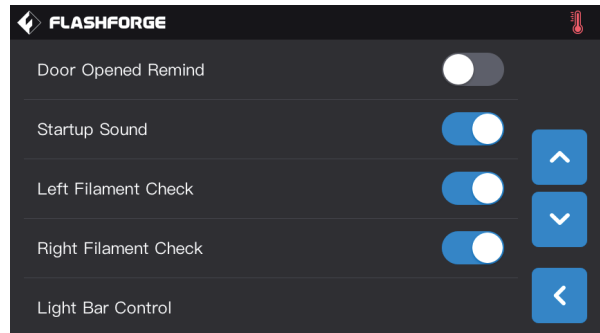 FLASHFORGE
Door Opened Remind
Startup Sound
Left Filament Check
Right Filament Check
Light Bar Control